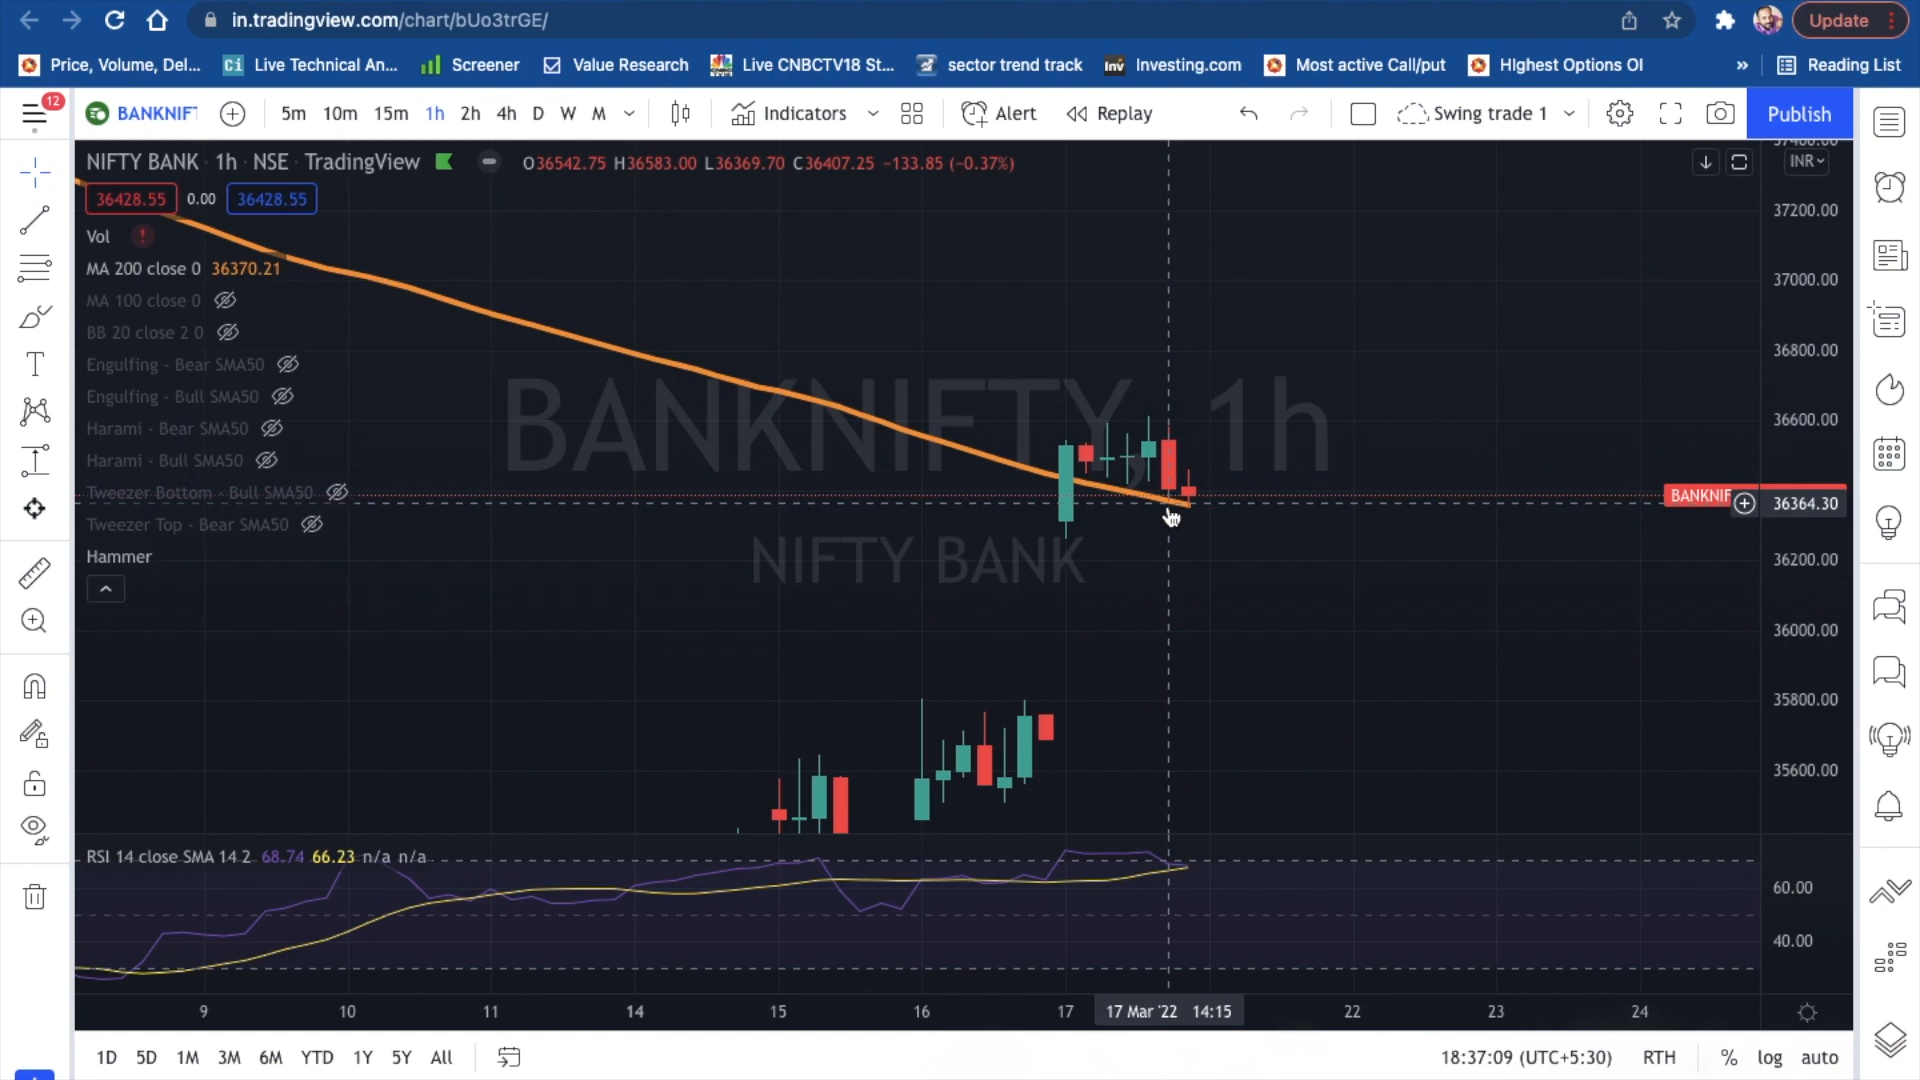 in.tradingview.com/chart/bUo3trGE/
Update
Price, Volume, Del...
Ci Live Technical An...
Screener
Value Research
Live CNBCTV18 St...
sector trend track
Inv Investing.com
Most active Call/put
HIghest Options OI
»
Reading List
12
BANKNIFT
5m 10m 15m 1h 2h 4h D W M
Indicators
Alert
Replay
Swing trade 1
Publish
NIFTY BANK · 1h · NSE · TradingView
O36542.75 H36583.00 L36369.70 C36407.25 −133.85 (−0.37%)
INR
36428.55 0.00 36428.55
Vol
MA 200 close 0 36370.21
MA 100 close 0
BB 20 close 2 0
Engulfing - Bear SMA50
Engulfing - Bull SMA50
Harami - Bear SMA50
Harami - Bull SMA50
Tweezer Bottom - Bull SMA50
Tweezer Top - Bear SMA50
Hammer
BANKNIFTY, 1h
NIFTY BANK
37400.00
37200.00
37000.00
36800.00
36600.00
BANKNIF
36364.30
36200.00
36000.00
35800.00
35600.00
RSI 14 close SMA 14 2 68.74 66.23 n/a n/a
60.00
40.00
9 10 11 14 15 16 17 17 Mar '22 14:15 22 23 24
1D 5D 1M 3M 6M YTD 1Y 5Y All
18:37:09 (UTC+5:30) RTH % log auto